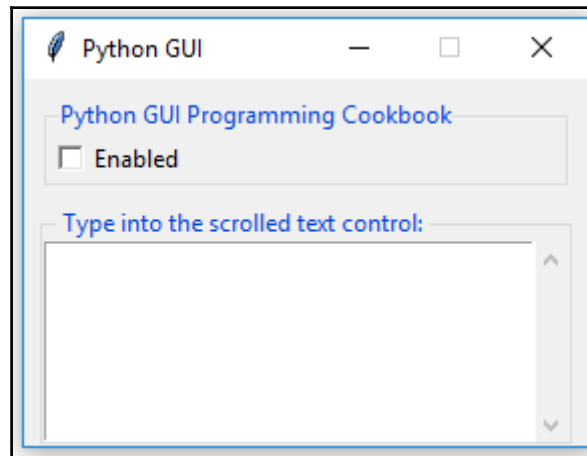 Python GUI
Python GUI Programming Cookbook
Enabled
Type into the scrolled text control: